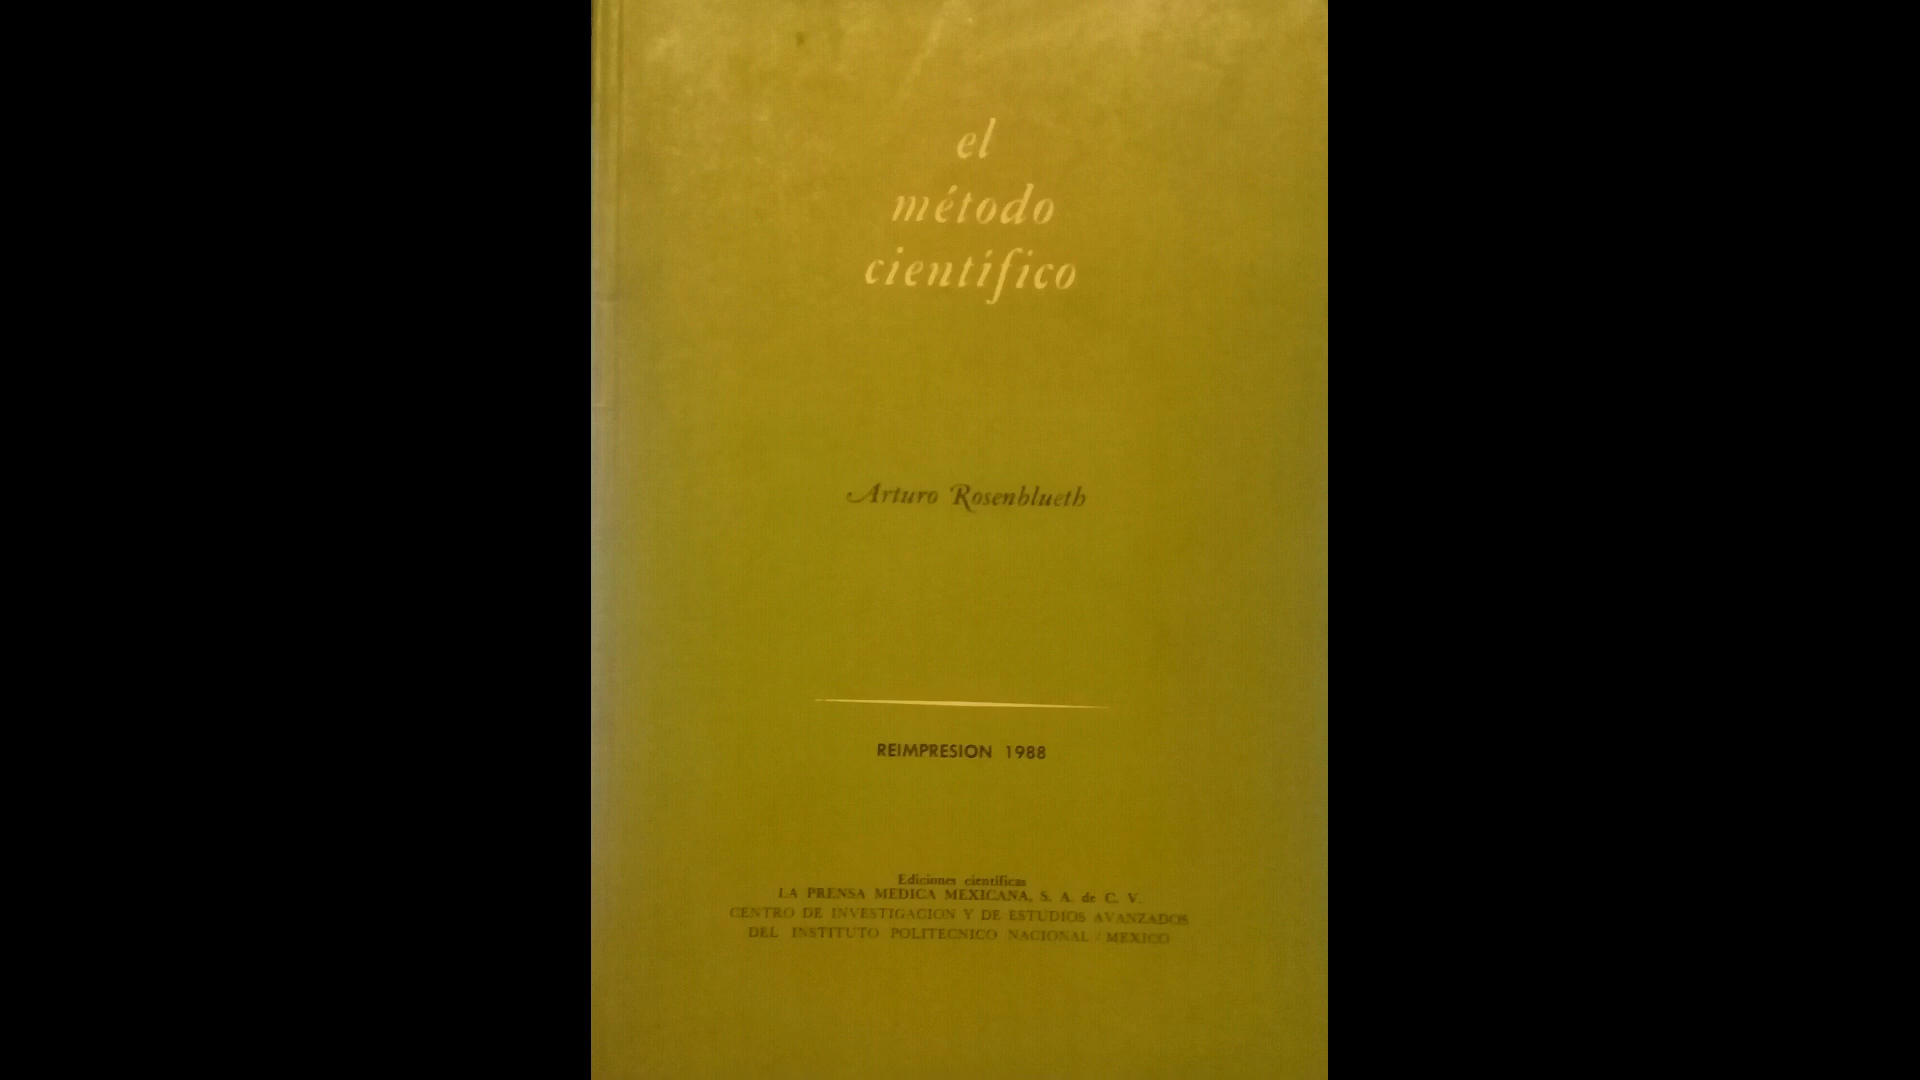 el
método
científico
Arturo Rosenblueth
REIMPRESION 1988
Ediciones científicas
LA PRENSA MEDICA MEXICANA, S. A. de C. V.
CENTRO DE INVESTIGACION Y DE ESTUDIOS AVANZADOS
DEL INSTITUTO POLITECNICO NACIONAL / MEXICO